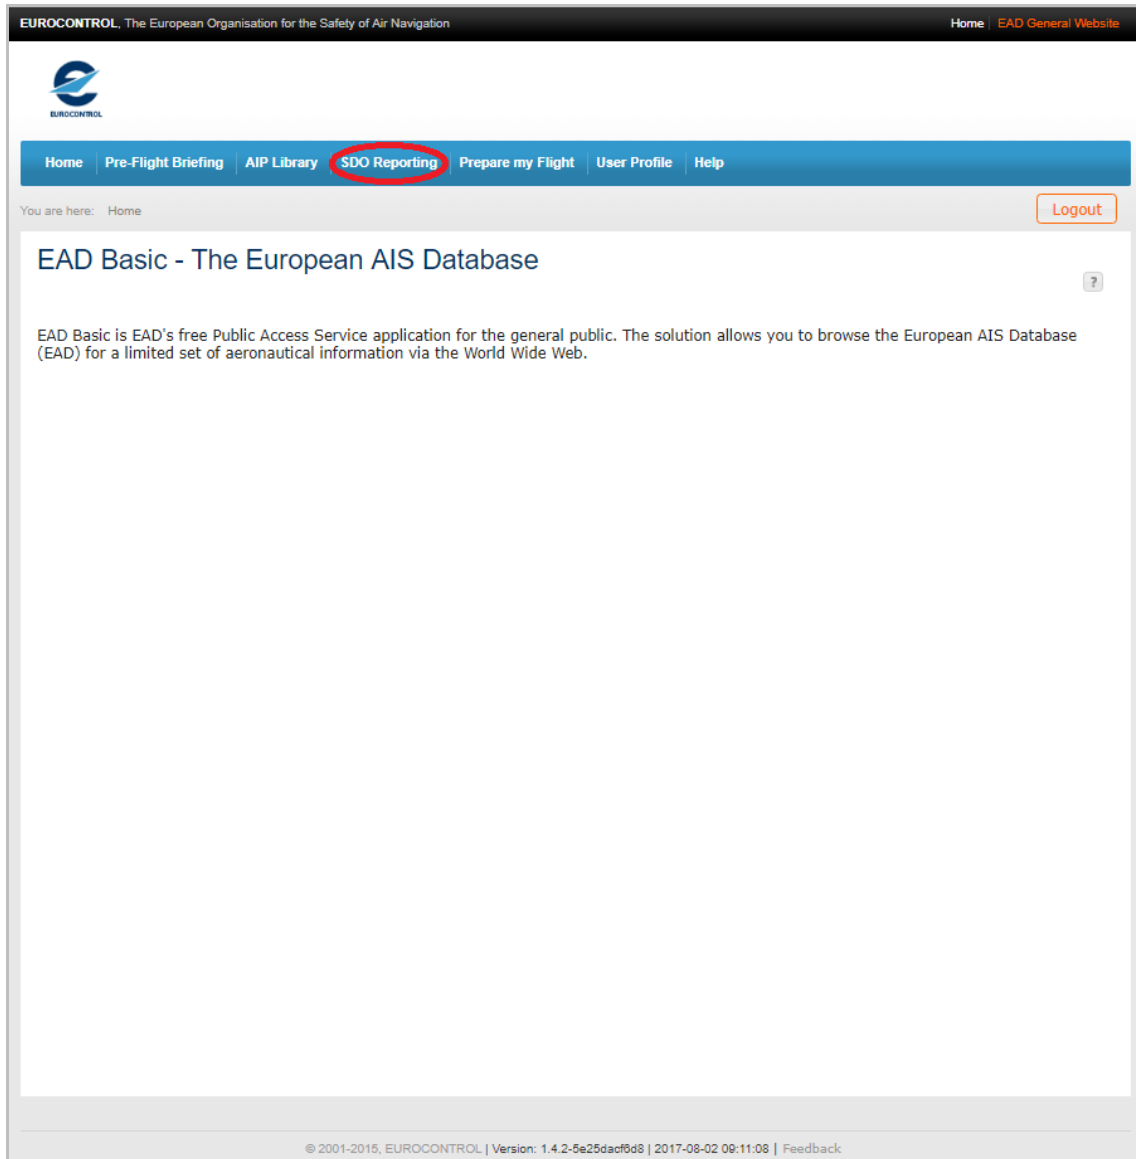 EUROCONTROL, The European Organisation for the Safety of Air Navigation
Home | EAD General Website
EUROCONTROL
Home
Pre-Flight Briefing
AIP Library
SDO Reporting
Prepare my Flight
User Profile
Help
You are here: Home
Logout
EAD Basic - The European AIS Database
?
EAD Basic is EAD's free Public Access Service application for the general public. The solution allows you to browse the European AIS Database
(EAD) for a limited set of aeronautical information via the World Wide Web.
© 2001-2015, EUROCONTROL | Version: 1.4.2-5e25dacf6d8 | 2017-08-02 09:11:08 | Feedback